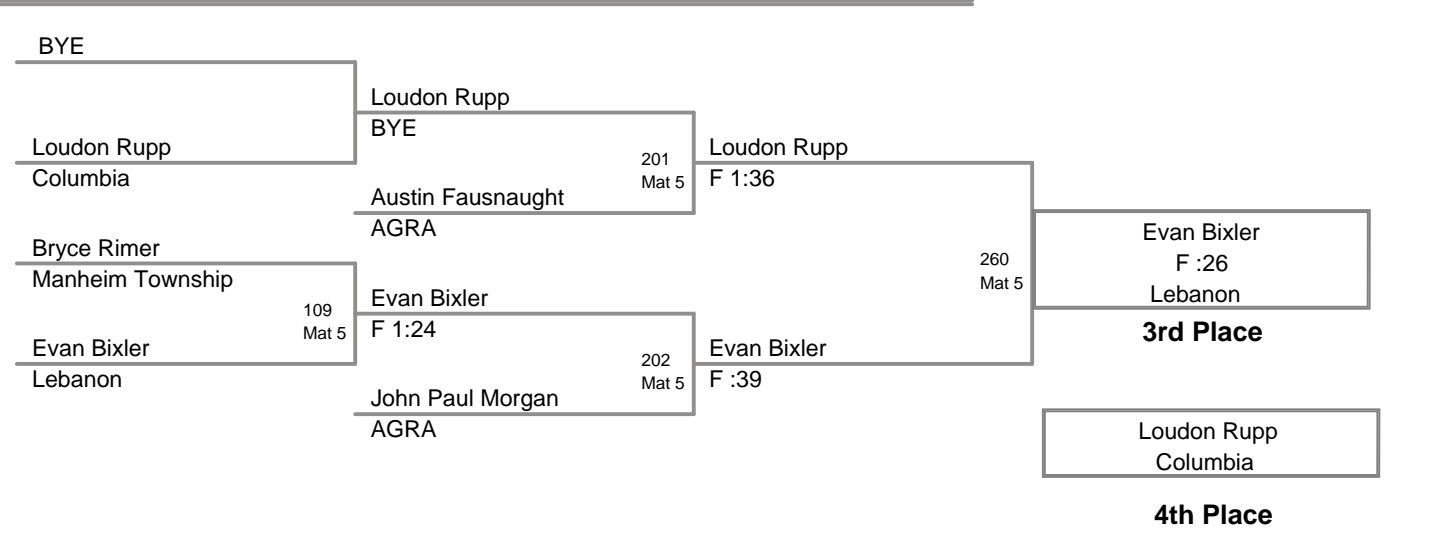 BYE
Loudon Rupp
BYE
Loudon Rupp
Columbia
201
Mat 5
Loudon Rupp
F 1:36
Austin Fausnaught
AGRA
Bryce Rimer
Manheim Township
109
Mat 5
Evan Bixler
F 1:24
Evan Bixler
Lebanon
202
Mat 5
Evan Bixler
F :39
John Paul Morgan
AGRA
260
Mat 5
Evan Bixler
F :26
Lebanon
3rd Place
Loudon Rupp
Columbia
4th Place